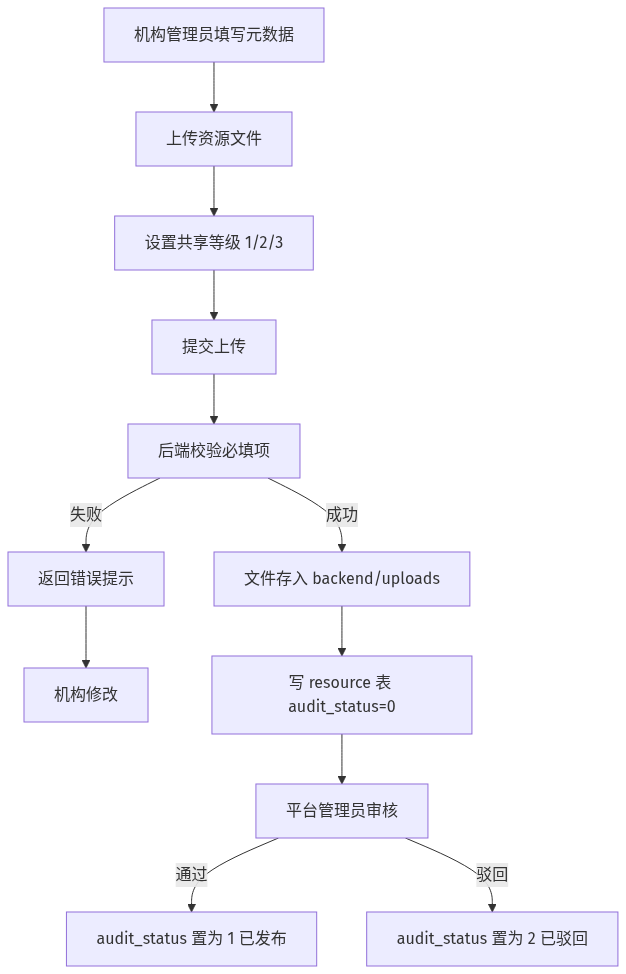 机构管理员填写元数据
上传资源文件
设置共享等级 1/2/3
提交上传
后端校验必填项
失败
成功
返回错误提示
文件存入 backend/uploads
机构修改
写 resource 表
audit_status=0
平台管理员审核
通过
驳回
audit_status 置为 1 已发布
audit_status 置为 2 已驳回